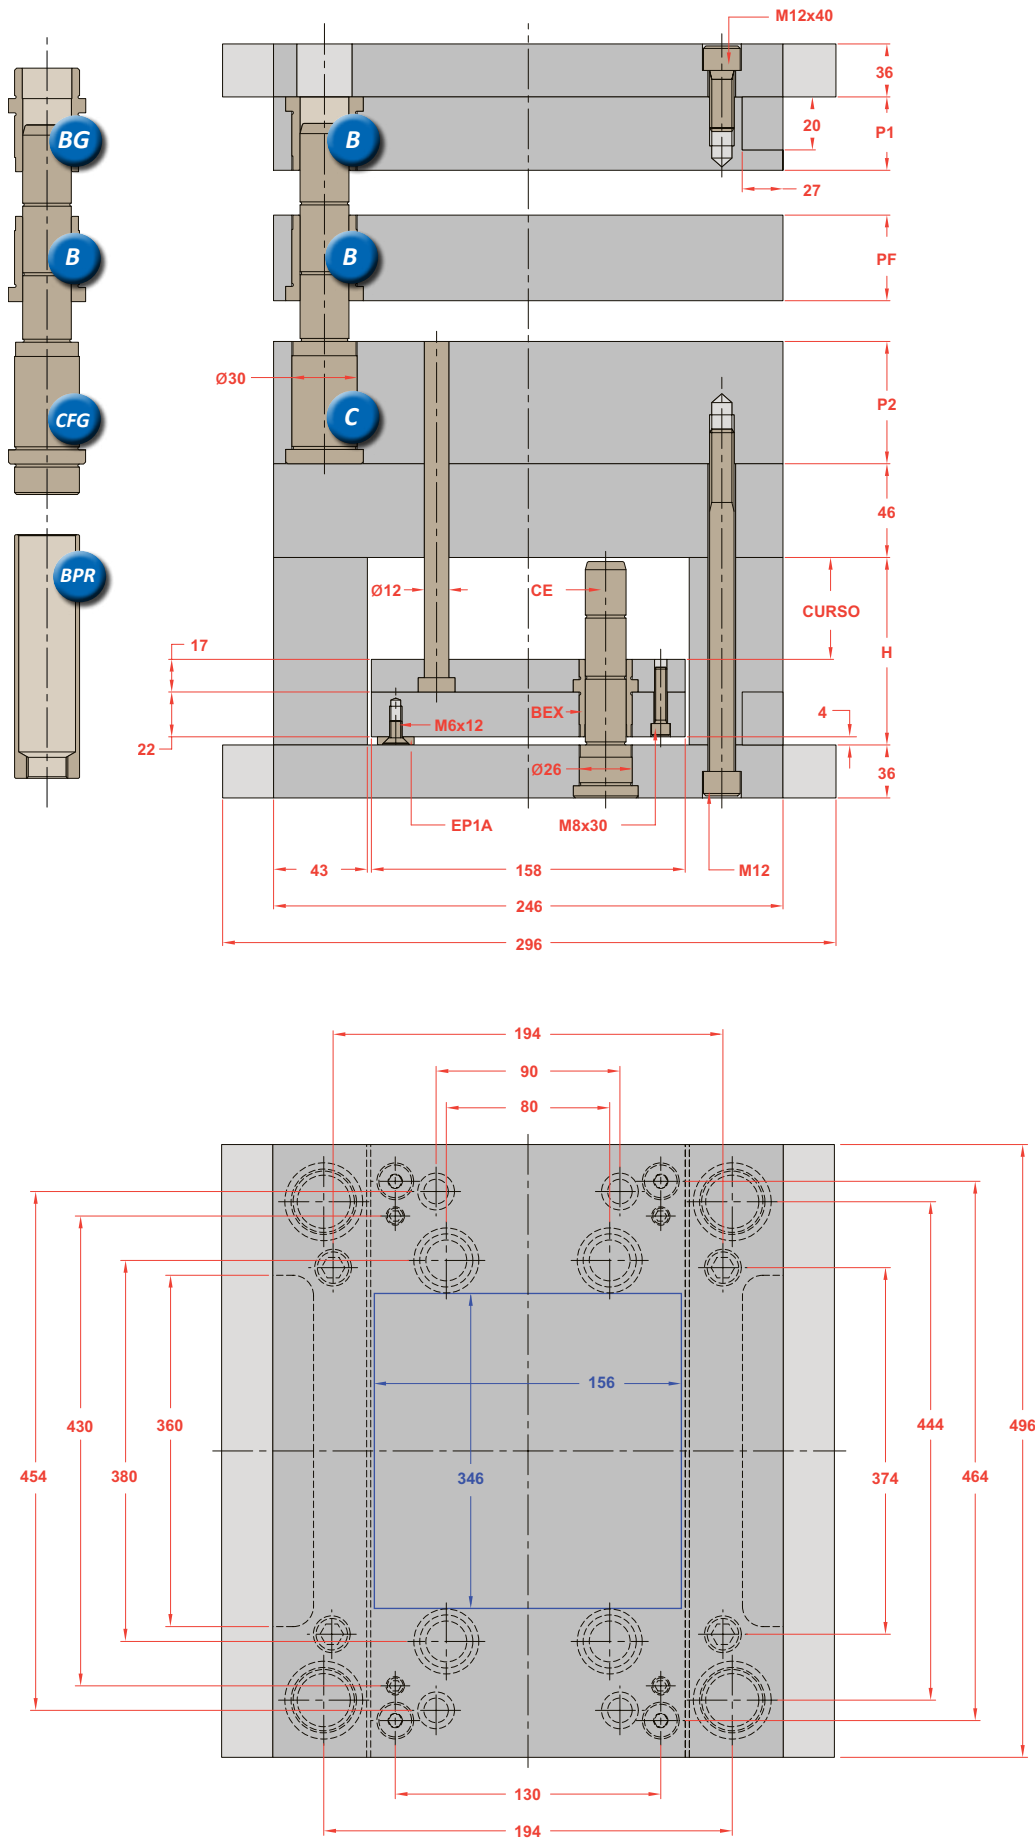 M12x40
36
20
P1
27
BG
B
B
B
PF
Ø30
CFG
C
P2
46
BPR
Ø12
CE
CURSO
17
H
BEX
4
M6x12
22
Ø26
36
EP1A
M8x30
43
158
M12
246
296
194
90
80
156
430
360
444
496
454
380
346
374
464
130
194